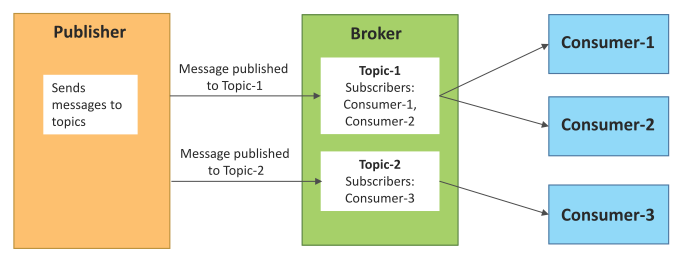 Publisher
Sends
messages to
topics
Message published
to Topic-1
Message published
to Topic-2
Broker
Topic-1
Subscribers:
Consumer-1,
Consumer-2
Topic-2
Subscribers:
Consumer-3
Consumer-1
Consumer-2
Consumer-3